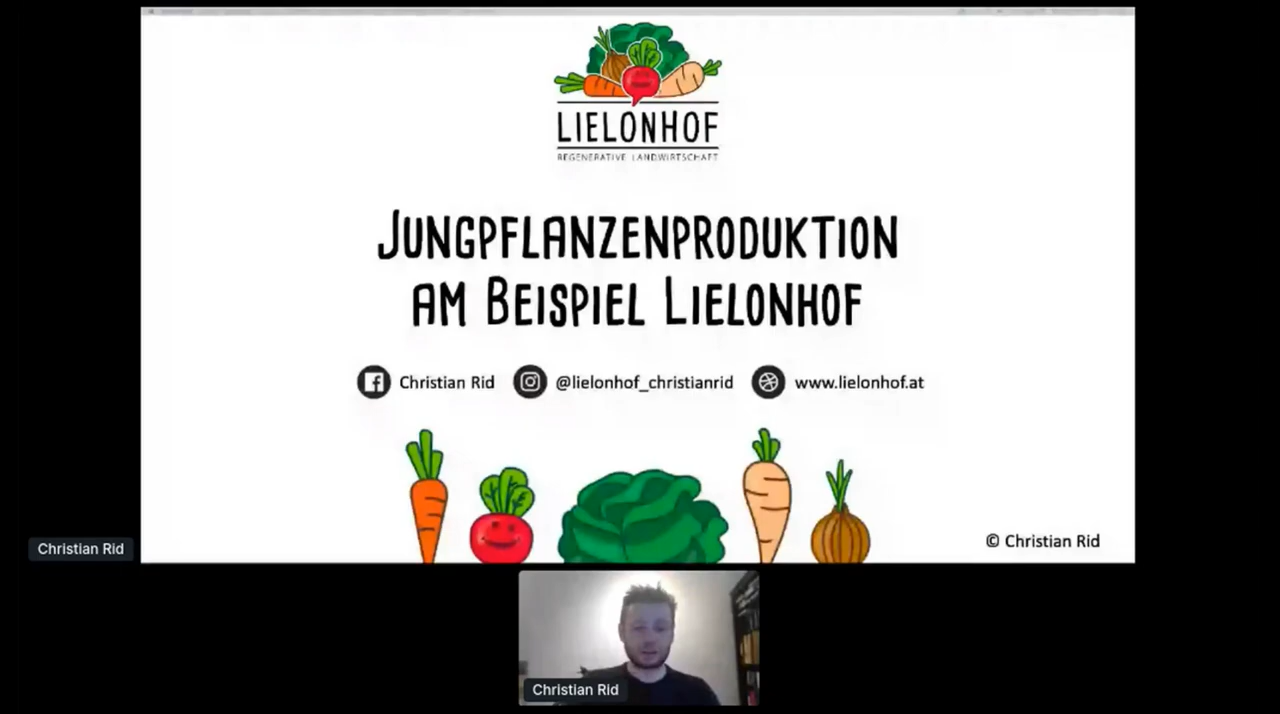 LIELONHOF
REGENERATIVE LANDWIRTSCHAFT
JUNGPFLANZENPRODUKTION
AM BEISPIEL LIELONHOF
Christian Rid @lielonhof_christianrid www.lielonhof.at
© Christian Rid
Christian Rid
Christian Rid